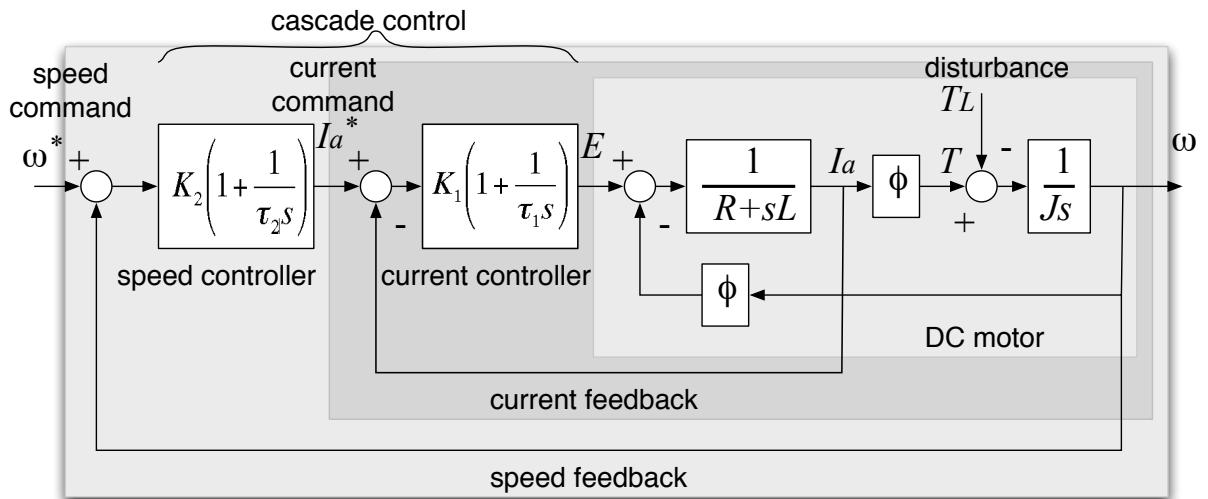 cascade control
speed
command
current
command
disturbance
TL
ω*
+
K2(1+1/τ2s)
Ia*
+
-
K1(1+1/τ1s)
E
+
-
1/R+sL
Ia
ϕ
T
-
+
1/Js
ω
speed controller
current controller
ϕ
DC motor
current feedback
speed feedback